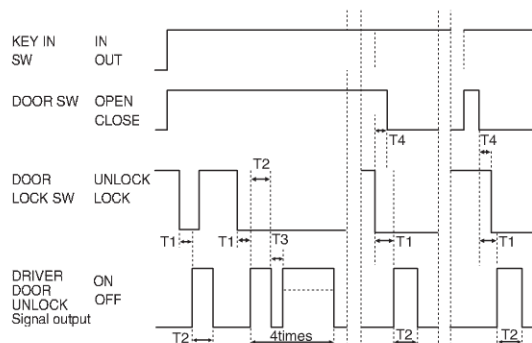 KEY IN IN
SW OUT
DOOR SW OPEN
CLOSE
T4 T4
T2
DOOR UNLOCK
LOCK SW LOCK
T1 T1 T3 T1 T1
DRIVER ON
DOOR OFF
UNLOCK
Signal output
T2 4times T2 T2